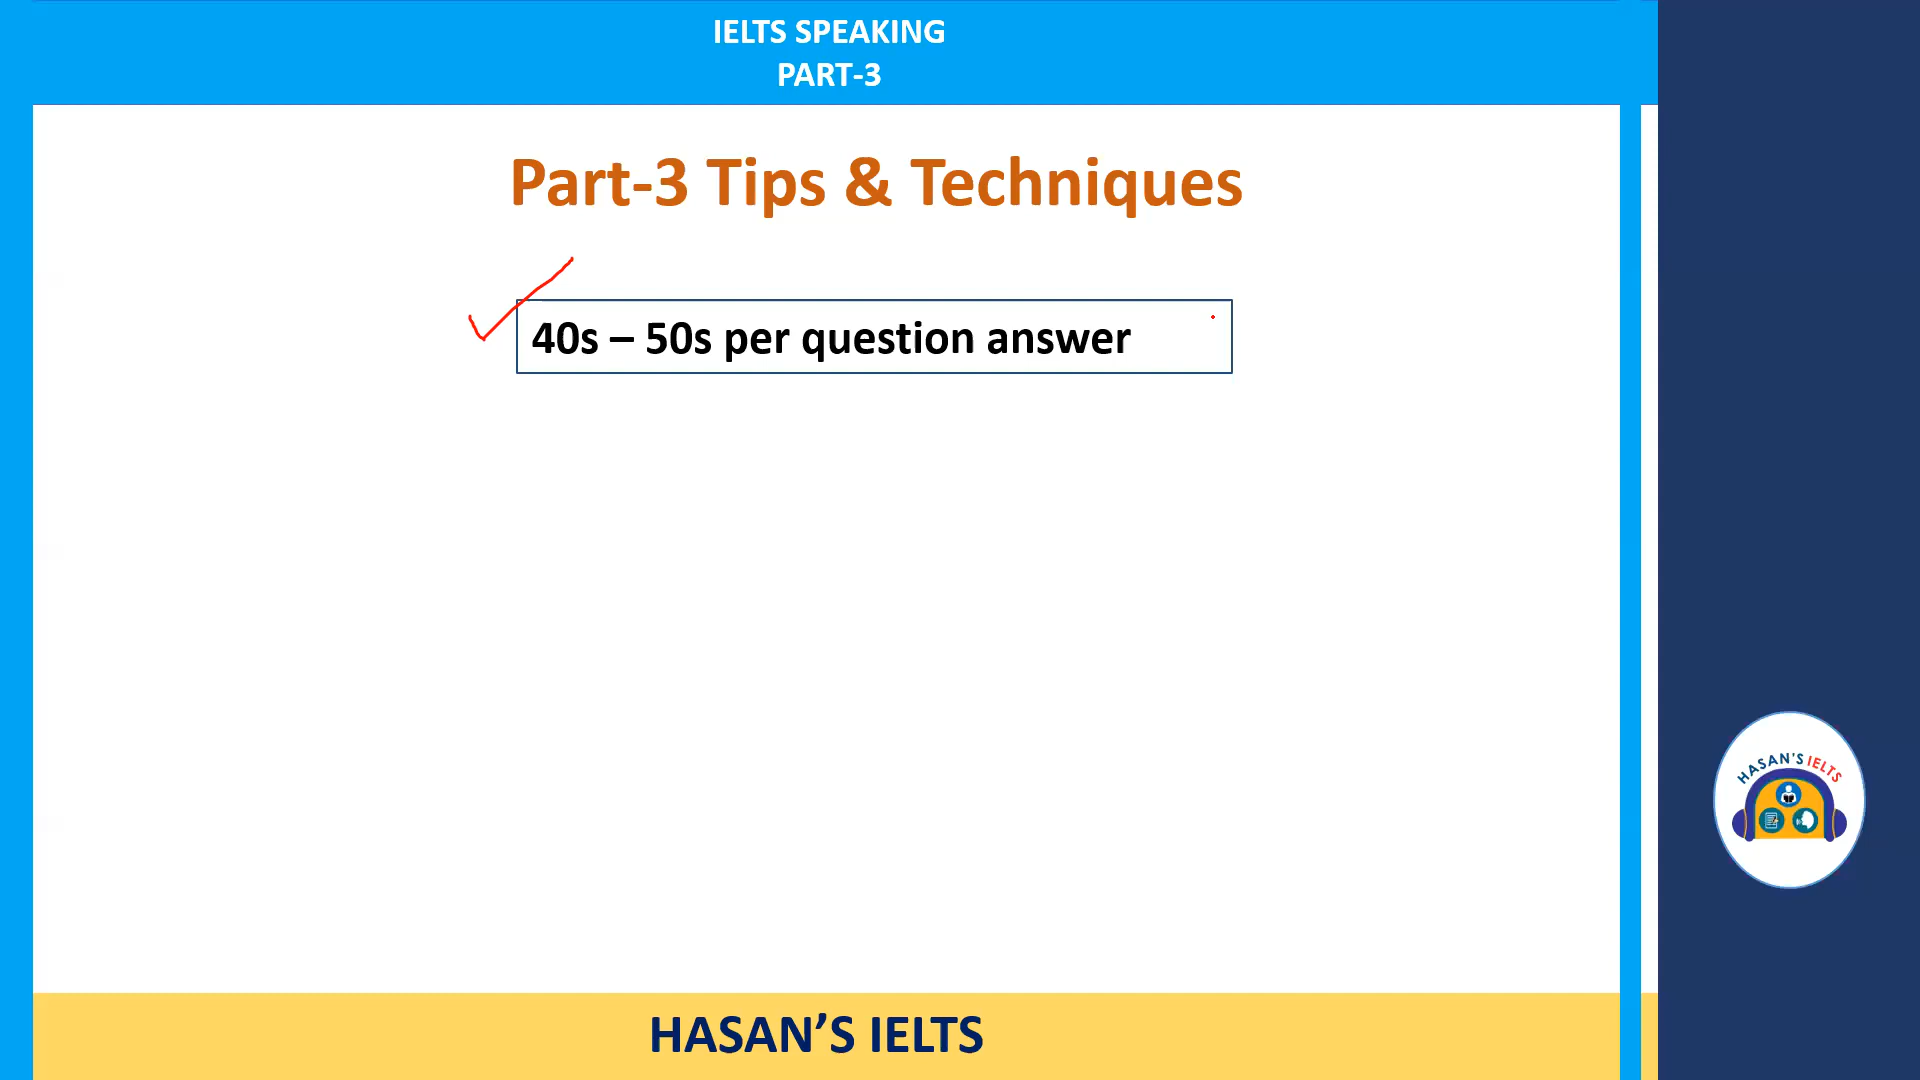 IELTS SPEAKING
PART-3
Part-3 Tips & Techniques
40s – 50s per question answer
HASAN'S IELTS
HASAN’S IELTS